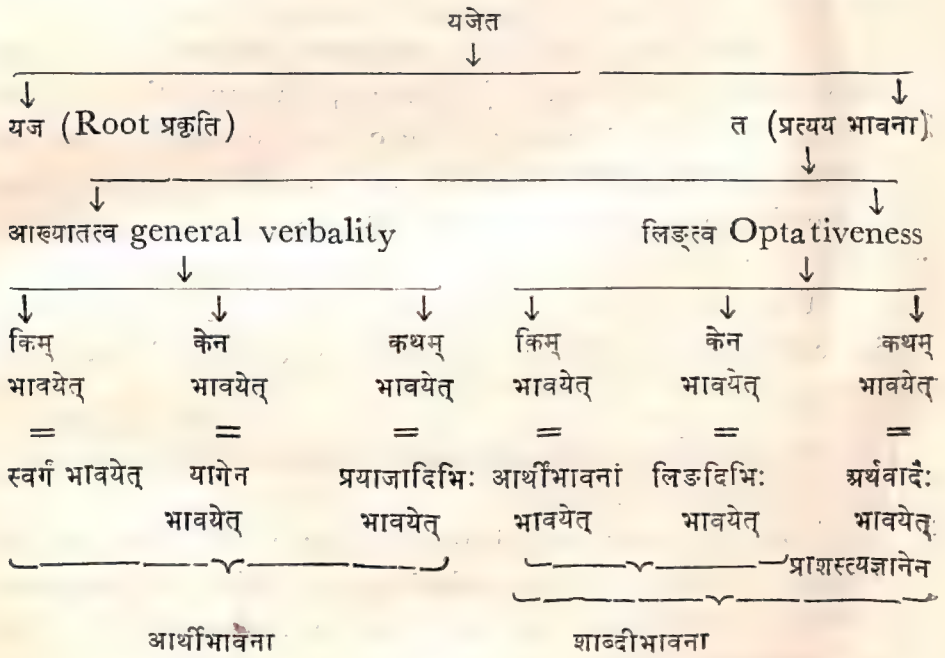 यजेत
यज (Root प्रकृति) त (प्रत्यय भावना)
आख्यातत्व general verbality लिङ्त्व Optativeness
किम् केन कथम् किम् केन कथम्
भावयेत् भावयेत् भावयेत् भावयेत् भावयेत् भावयेत्
= = = = = =
स्वर्गं भावयेत् यागेन प्रयाजादिभिः आर्थीभावनां लिङदिभिः अर्थवादैः
भावयेत् भावयेत् भावयेत् भावयेत् भावयेत्
प्राशस्त्यज्ञानेन
आर्थीभावना शाब्दीभावना